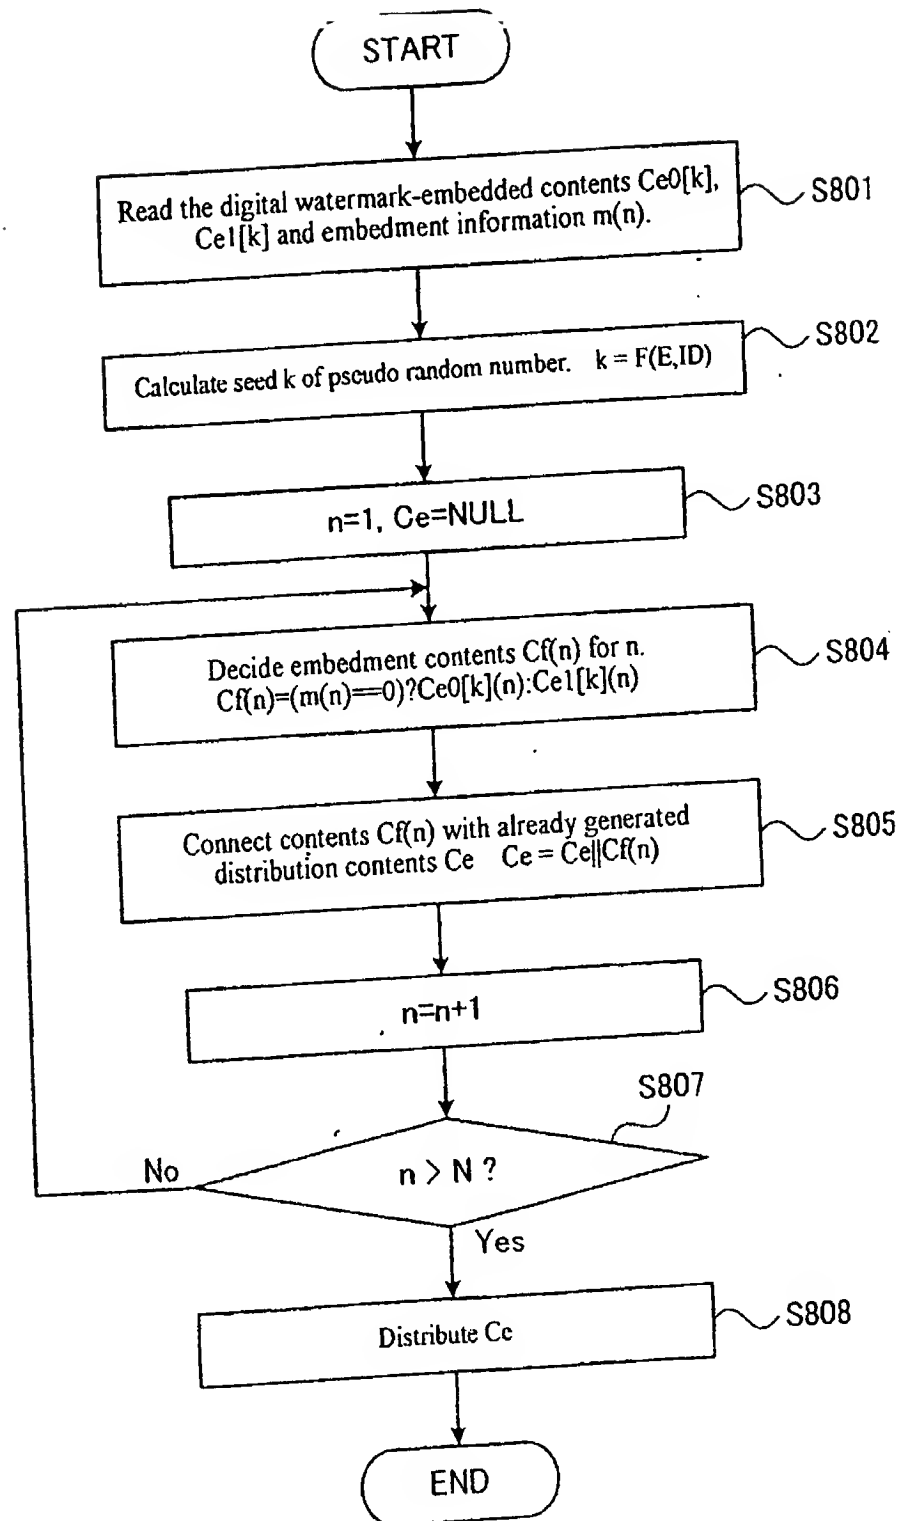 START
Read the digital watermark-embedded contents Ce0[k],
Ce1[k] and embedment information m(n).
S801
Calculate seed k of pseudo random number. k = F(E,ID)
S802
n=1, Ce=NULL
S803
Decide embedment contents Cf(n) for n.
Cf(n)=(m(n)==0)?Ce0[k](n):Ce1[k](n)
S804
Connect contents Cf(n) with already generated
distribution contents Ce Ce = Ce||Cf(n)
S805
n=n+1
S806
S807
n > N ?
No
Yes
Distribute Ce
S808
END